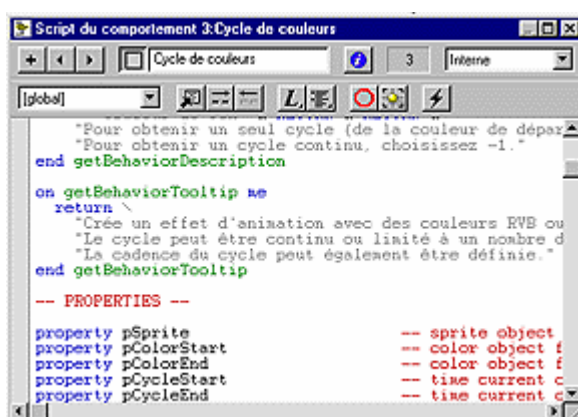 Script du comportement 3:Cycle de couleurs
Cycle de couleurs 3 Interne
[global]
"Pour obtenir un seul cycle (de la couleur de dépar
"Pour obtenir un cycle continu, choisissez -1."
end getBehaviorDescription
on getBehaviorTooltip me
return \
"Crée un effet d'animation avec des couleurs RVB ou
"Le cycle peut être continu ou limité à un nombre d
"La cadence du cycle peut également être définie."
end getBehaviorTooltip
-- PROPERTIES --
property pSprite -- sprite object
property pColorStart -- color object f
property pColorEnd -- color object f
property pCycleStart -- time current c
property pCycleEnd -- time current c